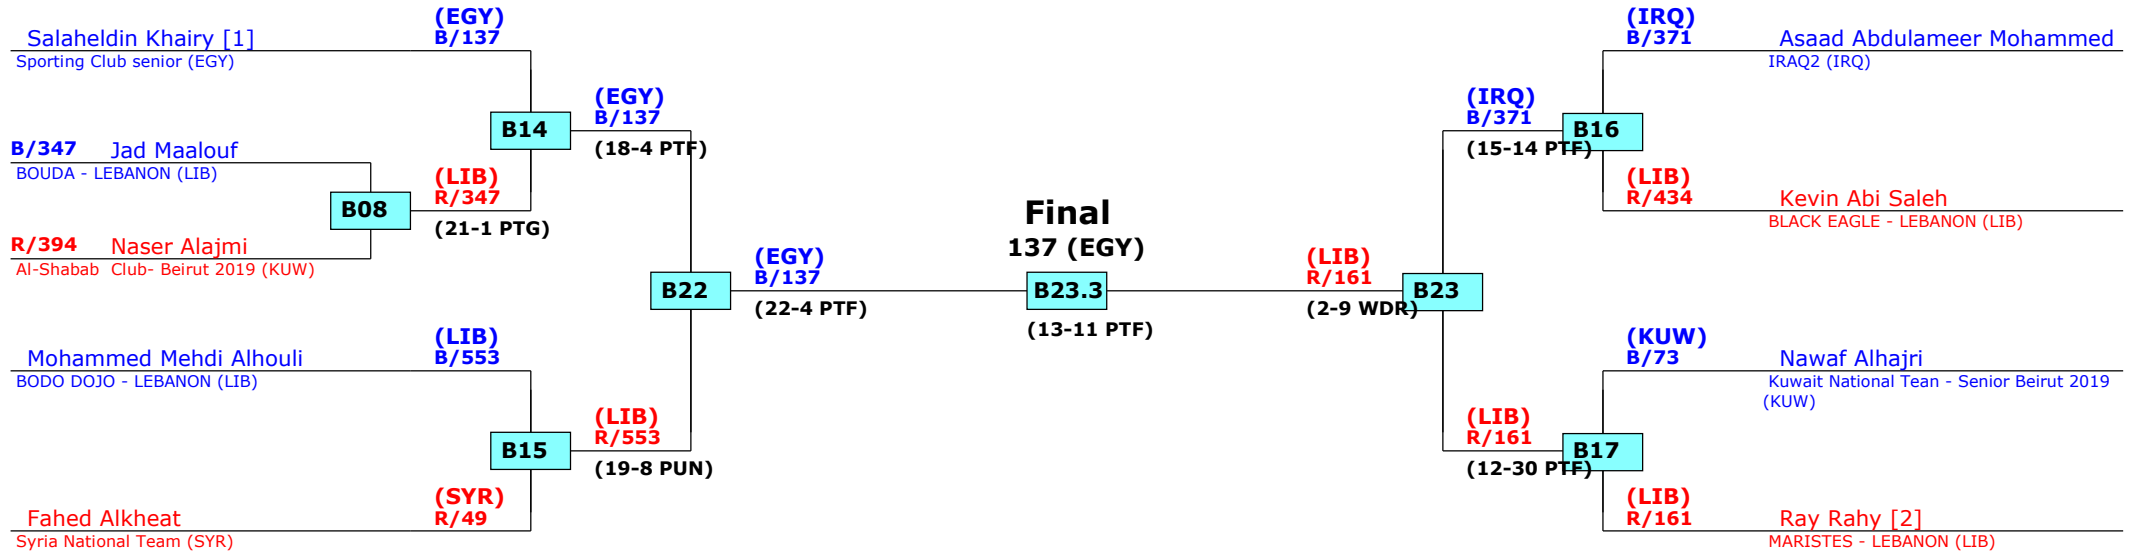 (EGY)
Salaheldin Khairy [1] B/137
Sporting Club senior (EGY)
B14
(EGY)
B/137
(18-4 PTF)
B/347 Jad Maalouf
BOUDA - LEBANON (LIB)
B08
(LIB)
R/347
(21-1 PTG)
R/394 Naser Alajmi
Al-Shabab Club- Beirut 2019 (KUW)
B22
(EGY)
B/137
(22-4 PTF)
(LIB)
Mohammed Mehdi Alhouli B/553
BODO DOJO - LEBANON (LIB)
B15
(LIB)
R/553
(19-8 PUN)
(SYR)
Fahed Alkheat R/49
Syria National Team (SYR)
Final
137 (EGY)
B23.3
(13-11 PTF)
(LIB)
R/161
(2-9 WDR)
B23
(IRQ)
B/371 Asaad Abdulameer Mohammed
IRAQ2 (IRQ)
(IRQ)
B/371
(15-14 PTF)
B16
(LIB)
R/434 Kevin Abi Saleh
BLACK EAGLE - LEBANON (LIB)
(KUW)
B/73 Nawaf Alhajri
Kuwait National Tean - Senior Beirut 2019
(KUW)
(LIB)
R/161
(12-30 PTF)
B17
(LIB)
R/161 Ray Rahy [2]
MARISTES - LEBANON (LIB)